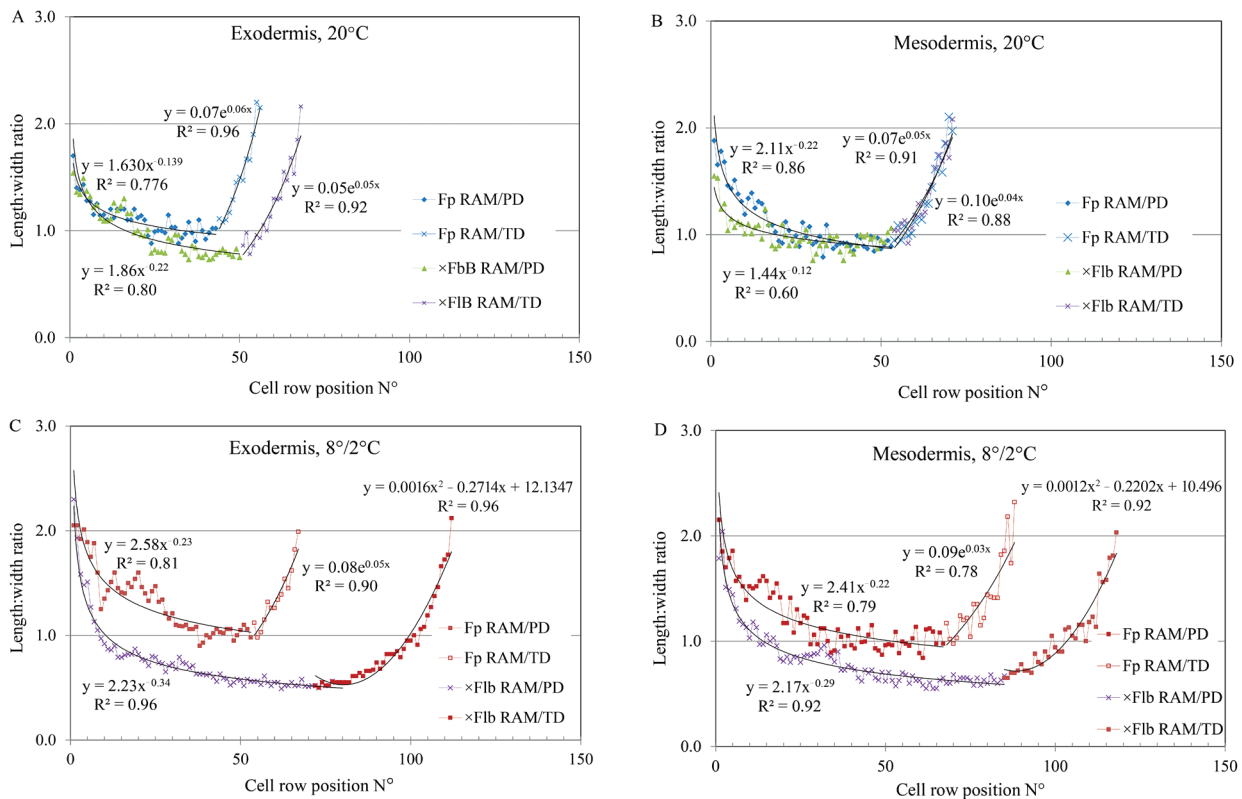 A
Exodermis, 20°C
3.0
2.0
1.0
0.0
Length:width ratio
y = 0.07e^0.06x
R² = 0.96
y = 1.630x^−0.139
R² = 0.776
y = 0.05e^0.05x
R² = 0.92
y = 1.86x^−0.22
R² = 0.80
Fp RAM/PD
Fp RAM/TD
×FbB RAM/PD
×FlB RAM/TD
0 50 100 150
Cell row position N°
B
Mesodermis, 20°C
3.0
2.0
1.0
0.0
Length:width ratio
y = 2.11x^−0.22
R² = 0.86
y = 0.07e^0.05x
R² = 0.91
y = 0.10e^0.04x
R² = 0.88
y = 1.44x^−0.12
R² = 0.60
Fp RAM/PD
Fp RAM/TD
×Flb RAM/PD
×Flb RAM/TD
0 50 100 150
Cell row position N°
C
Exodermis, 8°/2°C
3.0
2.0
1.0
0.0
Length:width ratio
y = 0.0016x² − 0.2714x + 12.1347
R² = 0.96
y = 2.58x^−0.23
R² = 0.81
y = 0.08e^0.05x
R² = 0.90
y = 2.23x^−0.34
R² = 0.96
Fp RAM/PD
Fp RAM/TD
×Flb RAM/PD
×Flb RAM/TD
0 50 100 150
Cell row position N°
D
Mesodermis, 8°/2°C
3.0
2.0
1.0
0.0
Length:width ratio
y = 0.0012x² − 0.2202x + 10.496
R² = 0.92
y = 0.09e^0.03x
R² = 0.78
y = 2.41x^−0.22
R² = 0.79
y = 2.17x^−0.29
R² = 0.92
Fp RAM/PD
Fp RAM/TD
×Flb RAM/PD
×Flb RAM/TD
0 50 100 150
Cell row position N°